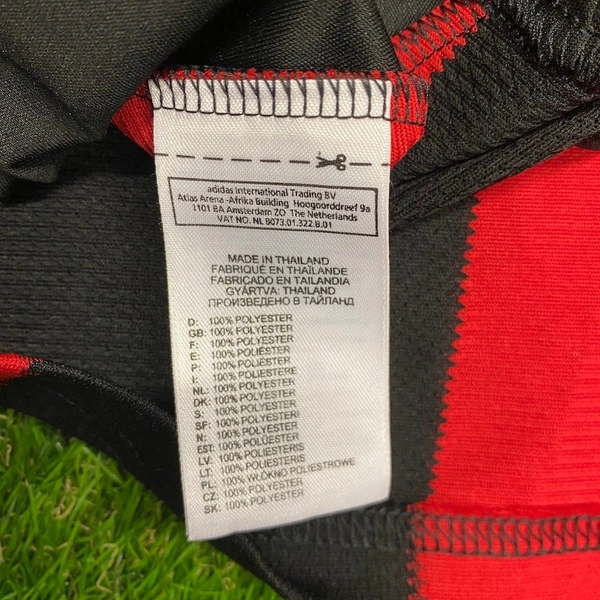 adidas International Trading BV
Atlas Arena -Afrika Building Hoogoorddreef 9a
1101 BA Amsterdam ZO The Netherlands
VAT NO. NL 8073.01.322.B.01
MADE IN THAILAND
FABRIQUÉ EN THAÏLANDE
FABRICADO EN TAILANDIA
GYÁRTVA: THAILAND
ПРОИЗВЕДЕНО В ТАЙЛАНД
D: 100% POLYESTER
GB: 100% POLYESTER
F: 100% POLYESTER
E: 100% POLIÉSTER
P: 100% POLIÉSTER
I: 100% POLIESTERE
NL: 100% POLYESTER
DK: 100% POLYESTER
S: 100% POLYESTER
SF: 100% POLYESTERI
N: 100% POLYESTER
EST: 100% POLÜESTER
LV: 100% POLIESTERIS
LT: 100% POLIESTERIS
PL: 100% WŁÓKNO POLIESTROWE
CZ: 100% POLYESTER
SK: 100% POLYESTER